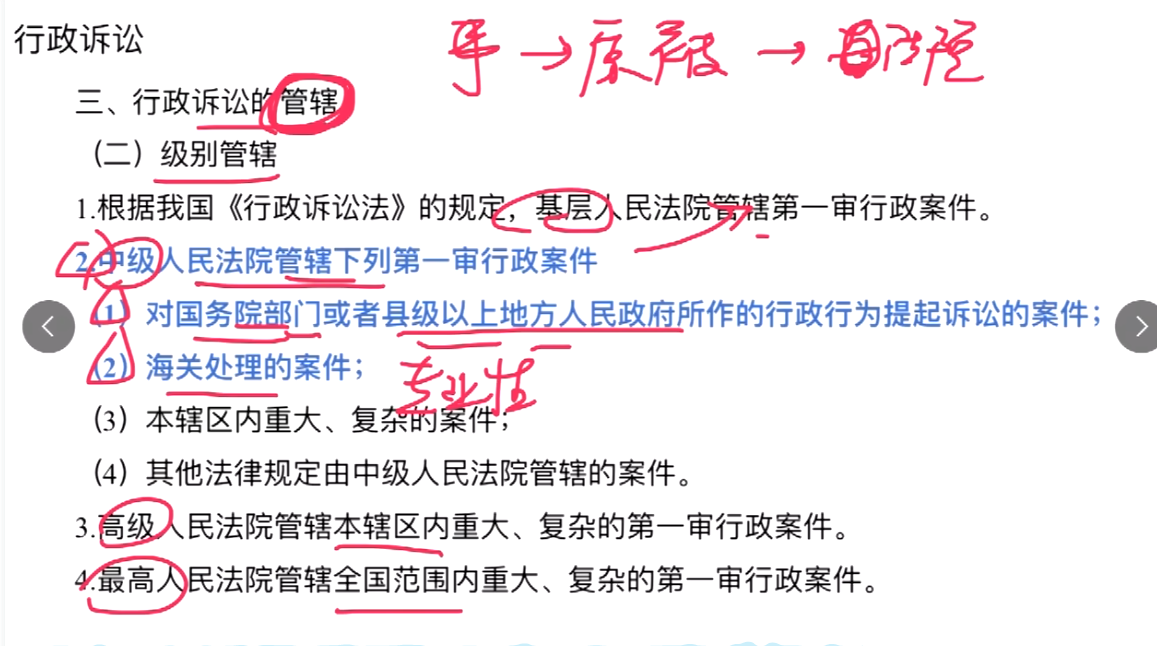 行政诉讼
三、行政诉讼的管辖
（二）级别管辖
1.根据我国《行政诉讼法》的规定，基层人民法院管辖第一审行政案件。
2.中级人民法院管辖下列第一审行政案件
（1）对国务院部门或者县级以上地方人民政府所作的行政行为提起诉讼的案件；
（2）海关处理的案件；
专业性
（3）本辖区内重大、复杂的案件；
（4）其他法律规定由中级人民法院管辖的案件。
3.高级人民法院管辖本辖区内重大、复杂的第一审行政案件。
4.最高人民法院管辖全国范围内重大、复杂的第一审行政案件。